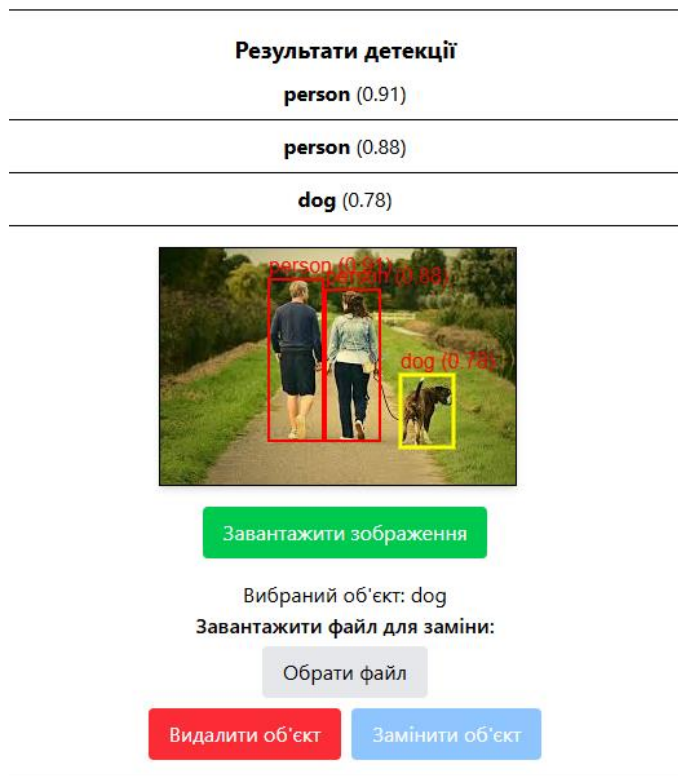 Результати детекції
person (0.91)
person (0.88)
dog (0.78)
person (0.91)
person (0.88)
dog (0.78)
Завантажити зображення
Вибраний об'єкт: dog
Завантажити файл для заміни:
Обрати файл
Видалити об'єкт Замінити об'єкт